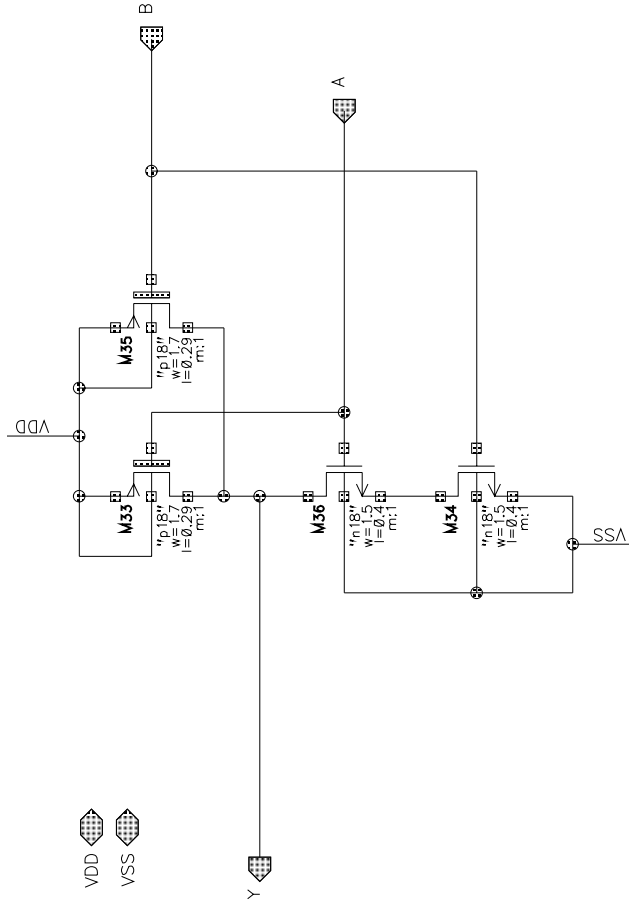 B
A
M35
"p18"
w=1.7
l=0.29
m:1
VDD
M33
"p18"
w=1.7
l=0.29
m:1
M36
"n18"
w=1.5
l=0.4
m:1
M34
"n18"
w=1.5
l=0.4
m:1
VSS
VDD
VSS
Y